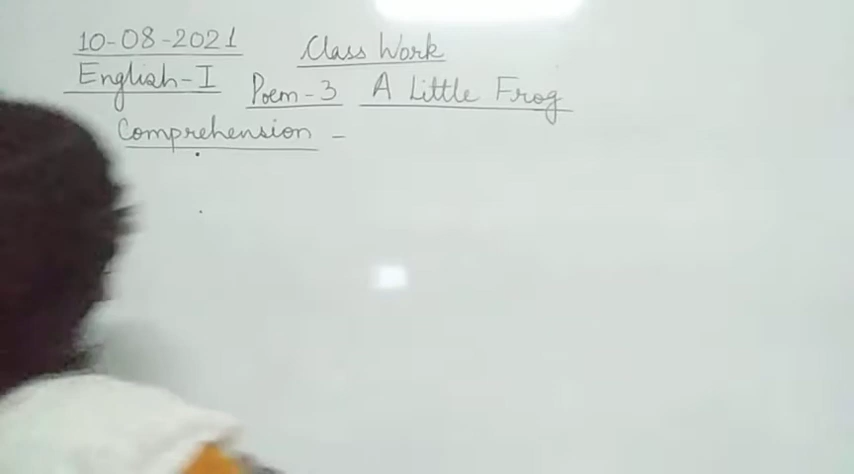 10-08-2021 Class Work
English-I Poem-3 A Little Frog
Comprehension -